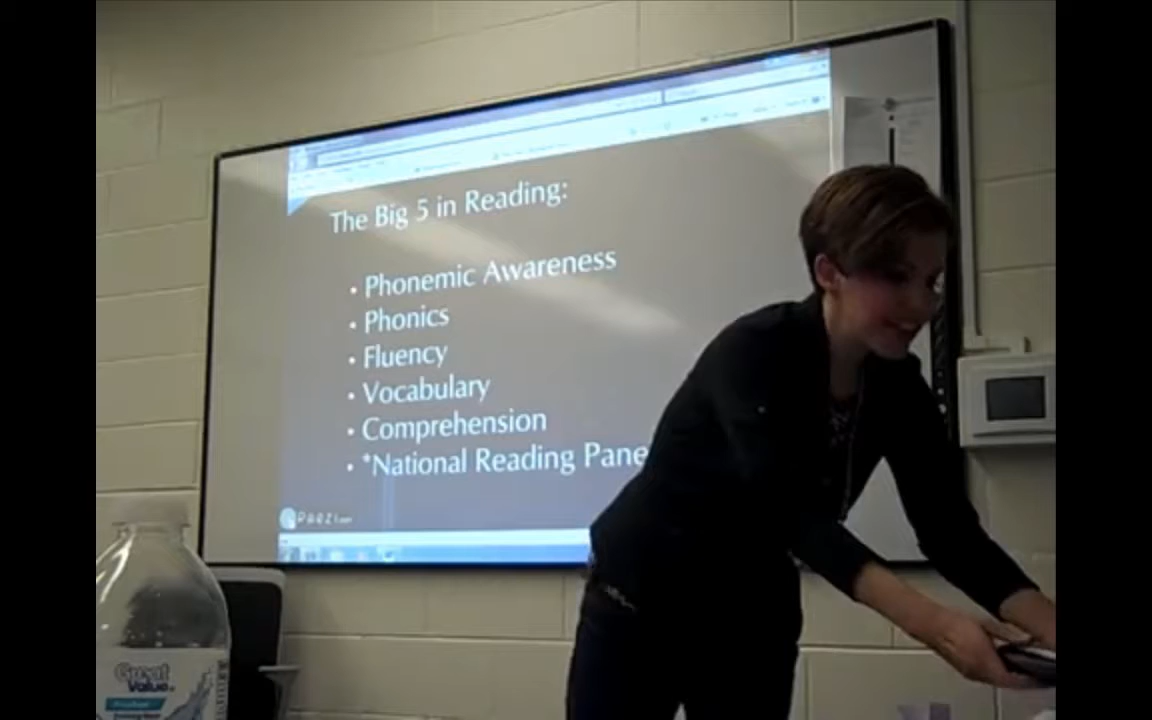 The Big 5 in Reading:
• Phonemic Awareness
• Phonics
• Fluency
• Vocabulary
• Comprehension
• *National Reading Pane
Great
Value